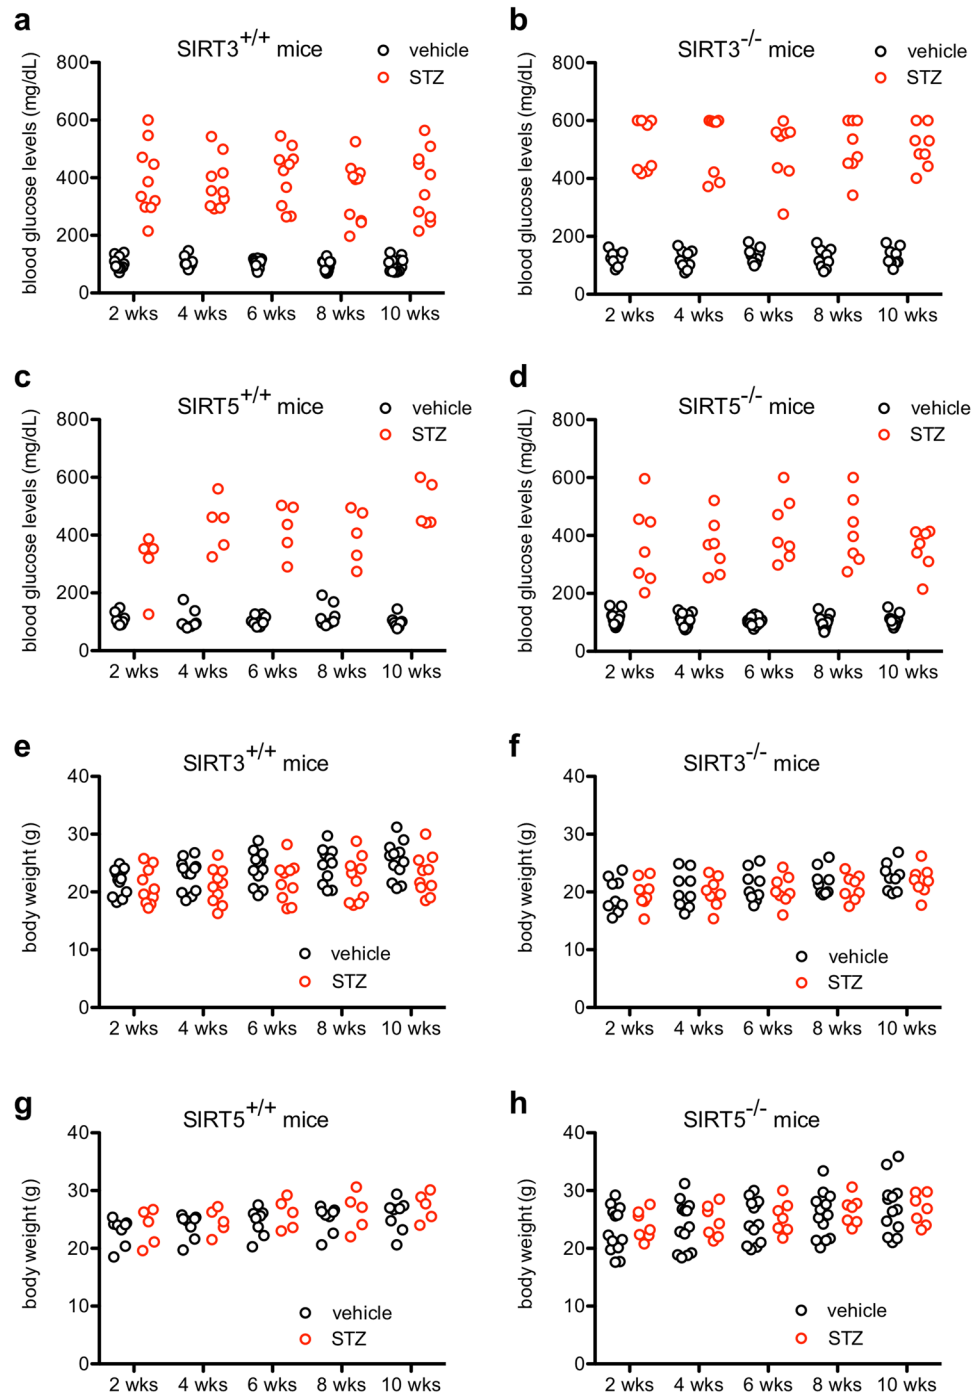 a
SIRT3+/+ mice
vehicle
STZ
blood glucose levels (mg/dL)
800
600
400
200
0
2 wks 4 wks 6 wks 8 wks 10 wks
b
SIRT3-/- mice
vehicle
STZ
blood glucose levels (mg/dL)
800
600
400
200
0
2 wks 4 wks 6 wks 8 wks 10 wks
c
SIRT5+/+ mice
vehicle
STZ
blood glucose levels (mg/dL)
800
600
400
200
0
2 wks 4 wks 6 wks 8 wks 10 wks
d
SIRT5-/- mice
vehicle
STZ
blood glucose levels (mg/dL)
800
600
400
200
0
2 wks 4 wks 6 wks 8 wks 10 wks
e
SIRT3+/+ mice
body weight (g)
40
30
20
10
0
vehicle
STZ
2 wks 4 wks 6 wks 8 wks 10 wks
f
SIRT3-/- mice
body weight (g)
40
30
20
10
0
vehicle
STZ
2 wks 4 wks 6 wks 8 wks 10 wks
g
SIRT5+/+ mice
body weight (g)
40
30
20
10
0
vehicle
STZ
2 wks 4 wks 6 wks 8 wks 10 wks
h
SIRT5-/- mice
body weight (g)
40
30
20
10
0
vehicle
STZ
2 wks 4 wks 6 wks 8 wks 10 wks